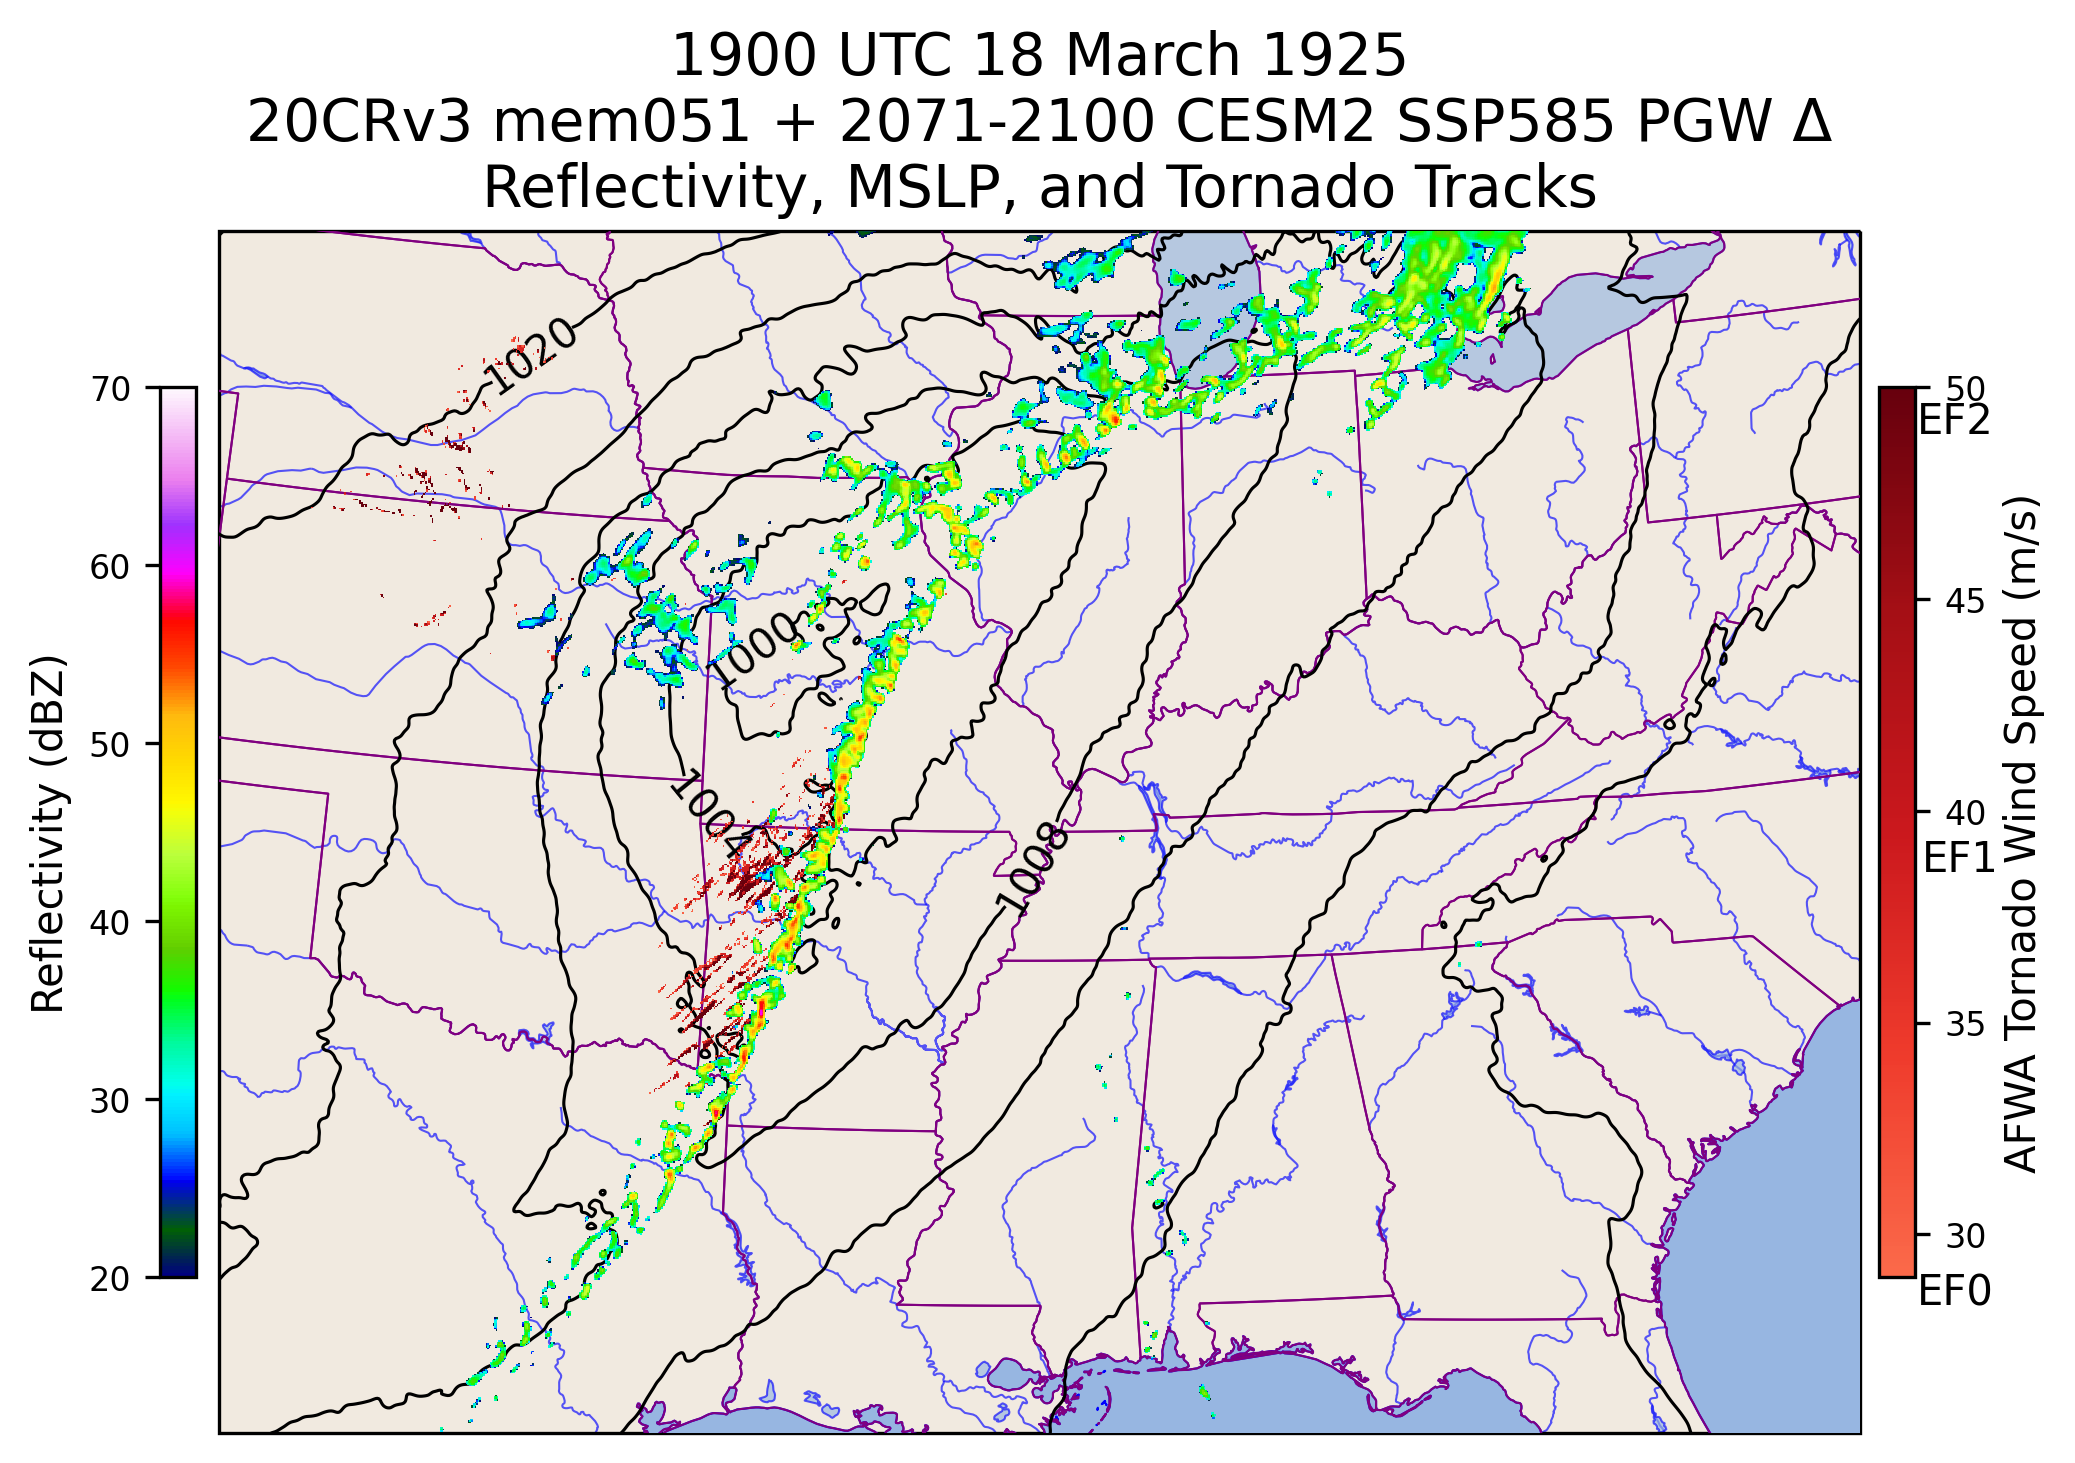 1900 UTC 18 March 1925
20CRv3 mem051 + 2071-2100 CESM2 SSP585 PGW Δ
Reflectivity, MSLP, and Tornado Tracks
1020
1000
1004
1008
70
60
50
40
30
20
Reflectivity (dBZ)
50
EF2
45
40
EF1
35
30
EF0
AFWA Tornado Wind Speed (m/s)